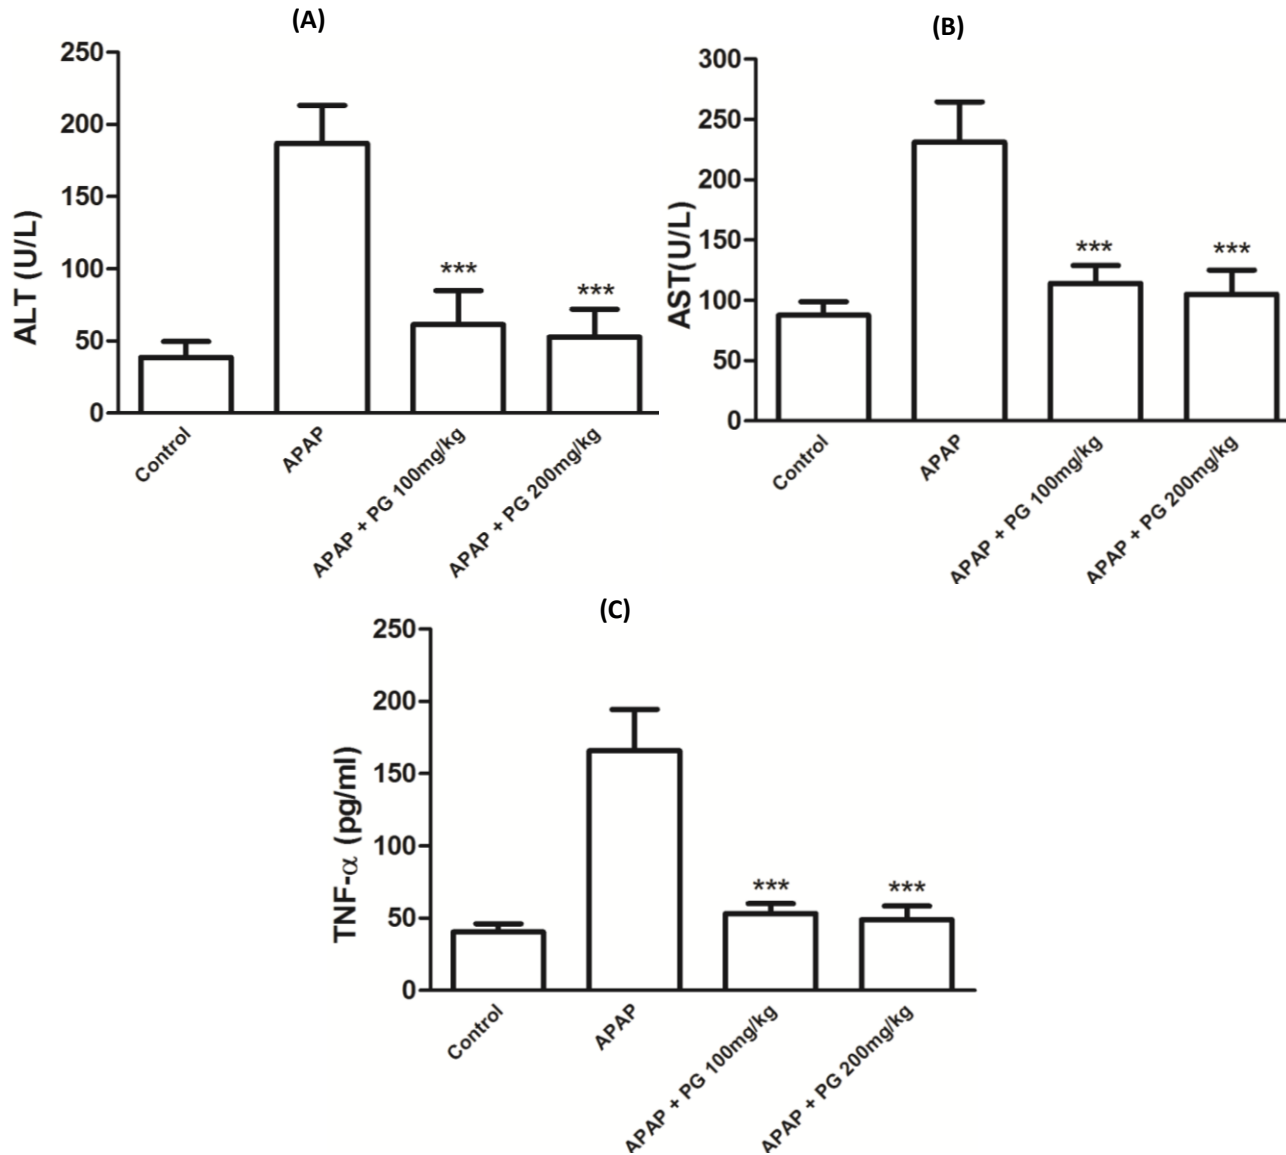 (A)
250
200
150
100
50
0
ALT (U/L)
***
***
Control
APAP
APAP + PG 100mg/kg
APAP + PG 200mg/kg
(B)
300
250
200
150
100
50
0
AST(U/L)
***
***
Control
APAP
APAP + PG 100mg/kg
APAP + PG 200mg/kg
(C)
250
200
150
100
50
0
TNF-α (pg/ml)
***
***
Control
APAP
APAP + PG 100mg/kg
APAP + PG 200mg/kg